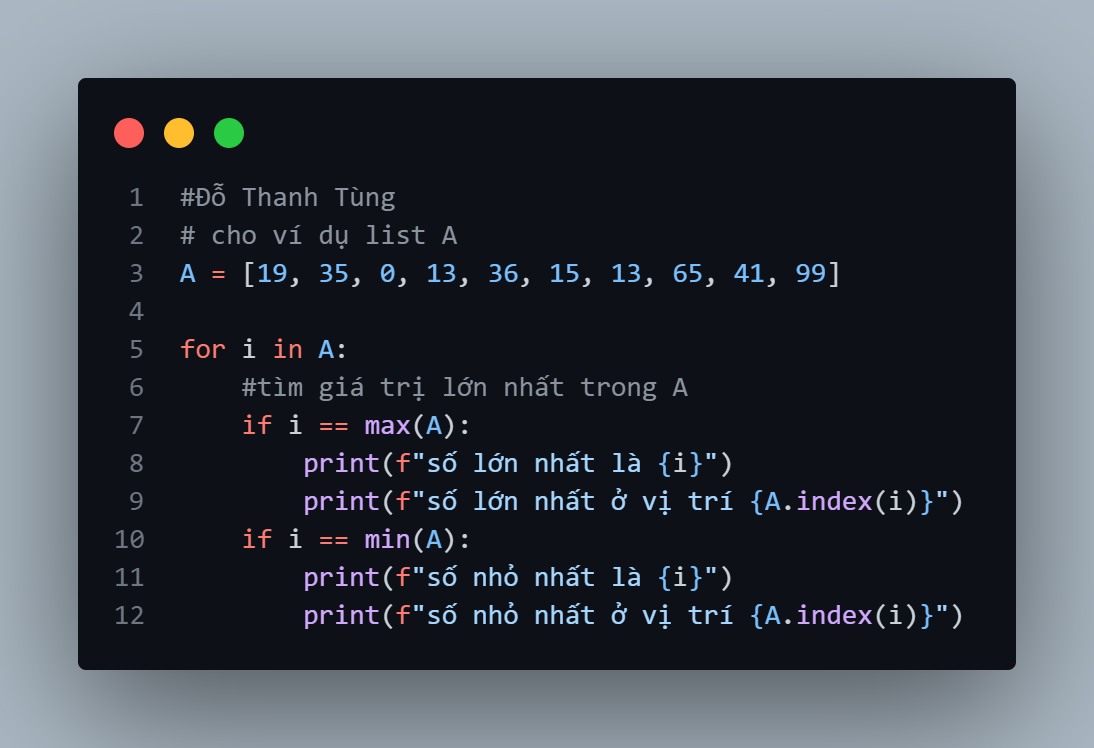 1 #Đỗ Thanh Tùng
2 # cho ví dụ list A
3 A = [19, 35, 0, 13, 36, 15, 13, 65, 41, 99]
4
5 for i in A:
6     #tìm giá trị lớn nhất trong A
7     if i == max(A):
8         print(f"số lớn nhất là {i}")
9         print(f"số lớn nhất ở vị trí {A.index(i)}")
10     if i == min(A):
11         print(f"số nhỏ nhất là {i}")
12         print(f"số nhỏ nhất ở vị trí {A.index(i)}")